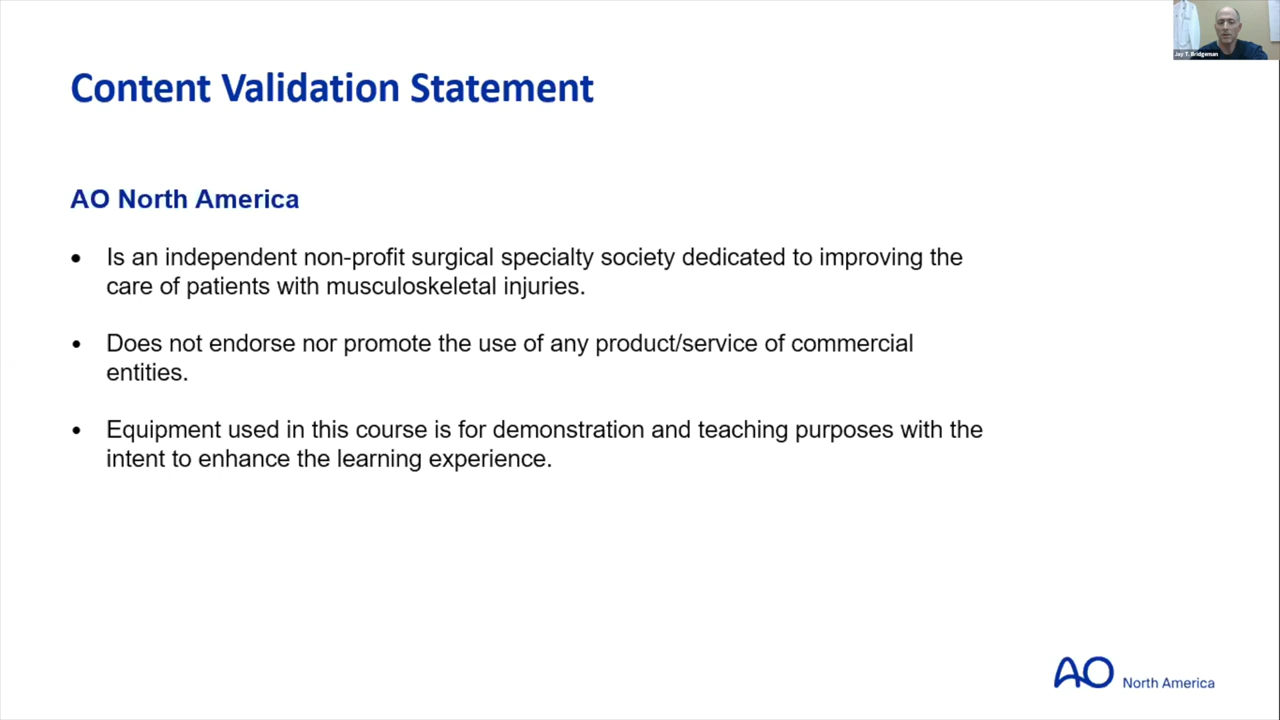 Jay T. Bridgeman
Content Validation Statement
AO North America
• Is an independent non-profit surgical specialty society dedicated to improving the
care of patients with musculoskeletal injuries.
• Does not endorse nor promote the use of any product/service of commercial
entities.
• Equipment used in this course is for demonstration and teaching purposes with the
intent to enhance the learning experience.
AO North America